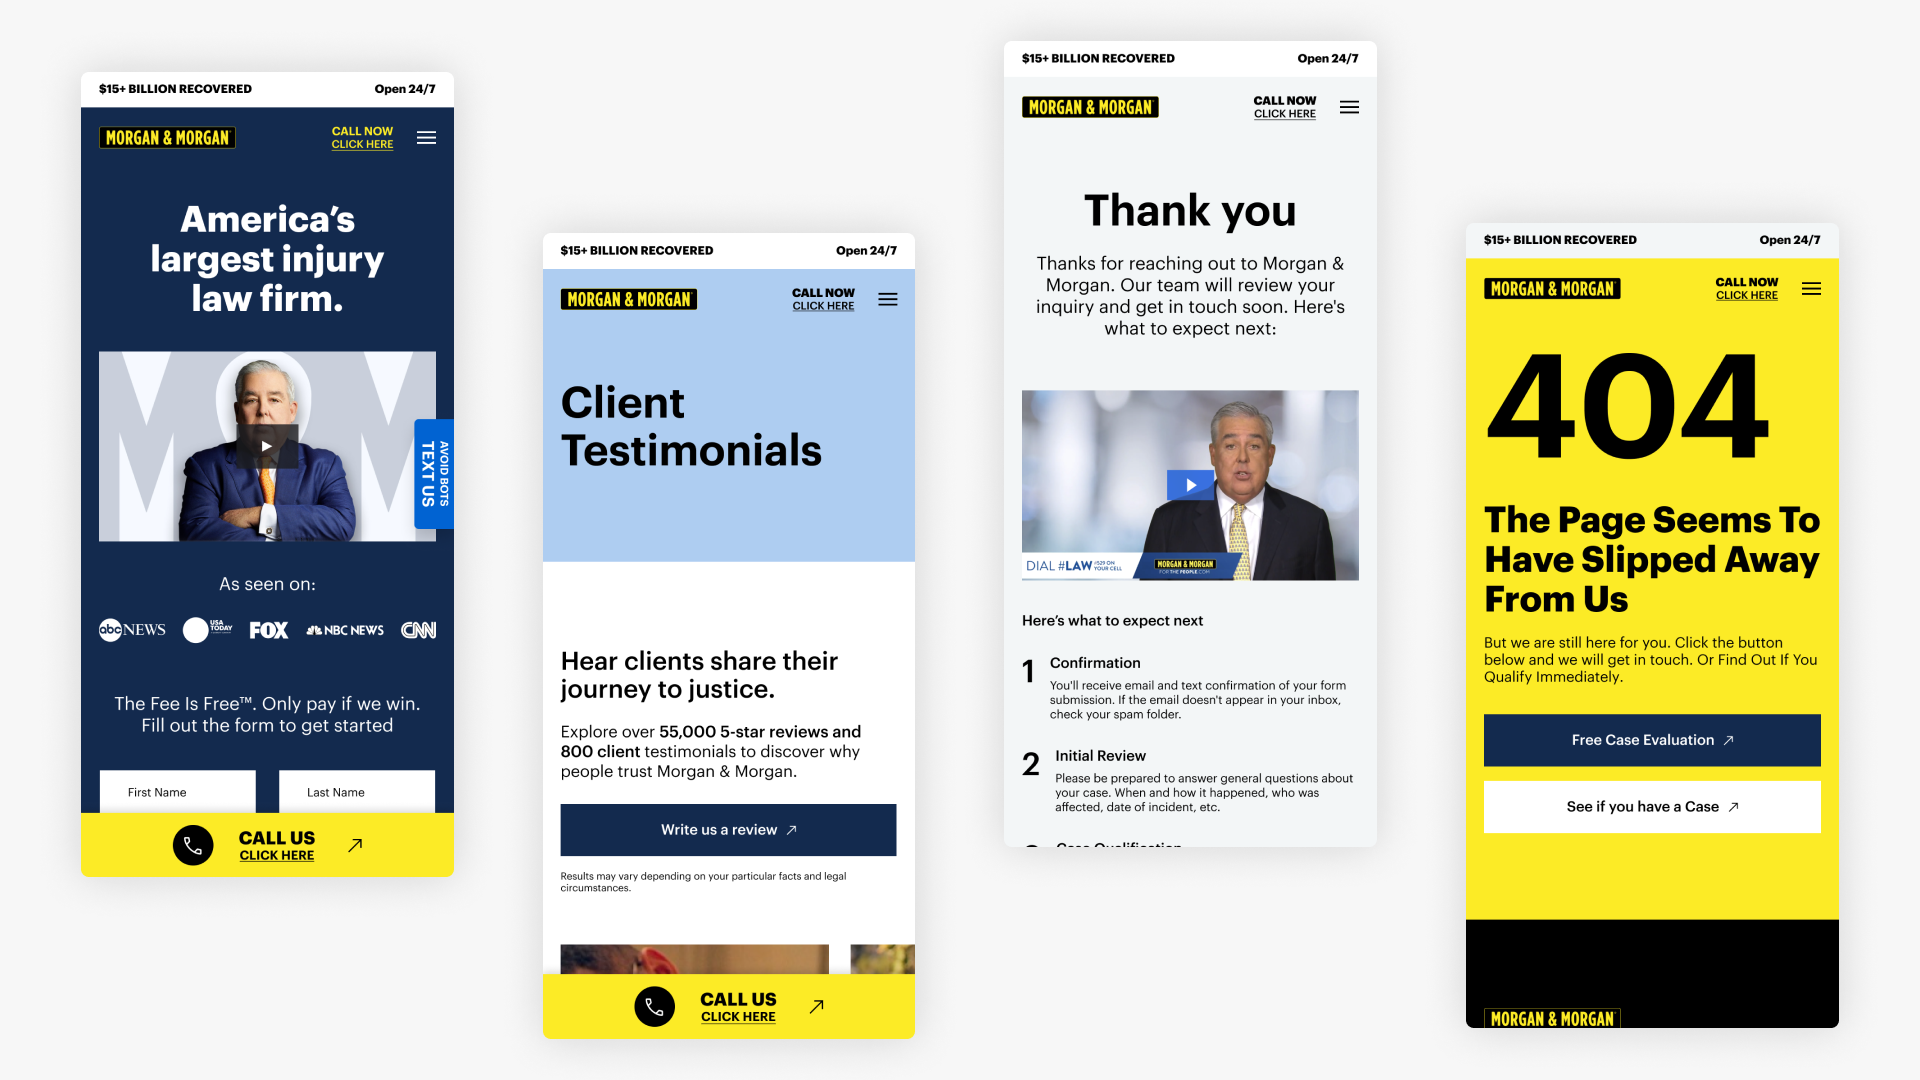 $15+ BILLION RECOVERED
Open 24/7
MORGAN & MORGAN
CALL NOW
CLICK HERE
America's
largest injury
law firm.
AVOID BOTS
TEXT US
As seen on:
abc NEWS
USA TODAY
FOX
NBC NEWS
CNN
The Fee Is Free™. Only pay if we win.
Fill out the form to get started
First Name
Last Name
CALL US
CLICK HERE
$15+ BILLION RECOVERED
Open 24/7
MORGAN & MORGAN
CALL NOW
CLICK HERE
Client
Testimonials
Hear clients share their
journey to justice.
Explore over 55,000 5-star reviews and
800 client testimonials to discover why
people trust Morgan & Morgan.
Write us a review
Results may vary depending on your particular facts and legal
circumstances.
CALL US
CLICK HERE
$15+ BILLION RECOVERED
Open 24/7
MORGAN & MORGAN
CALL NOW
CLICK HERE
Thank you
Thanks for reaching out to Morgan &
Morgan. Our team will review your
inquiry and get in touch soon. Here's
what to expect next:
DIAL #LAW #529 ON
YOUR CELL
MORGAN & MORGAN
FORTHEPEOPLE.COM
Here's what to expect next
1
Confirmation
You'll receive email and text confirmation of your form
submission. If the email doesn't appear in your inbox,
check your spam folder.
2
Initial Review
Please be prepared to answer general questions about
your case. When and how it happened, who was
affected, date of incident, etc.
Case Qualification
$15+ BILLION RECOVERED
Open 24/7
MORGAN & MORGAN
CALL NOW
CLICK HERE
404
The Page Seems To
Have Slipped Away
From Us
But we are still here for you. Click the button
below and we will get in touch. Or Find Out If You
Qualify Immediately.
Free Case Evaluation
See if you have a Case
MORGAN & MORGAN